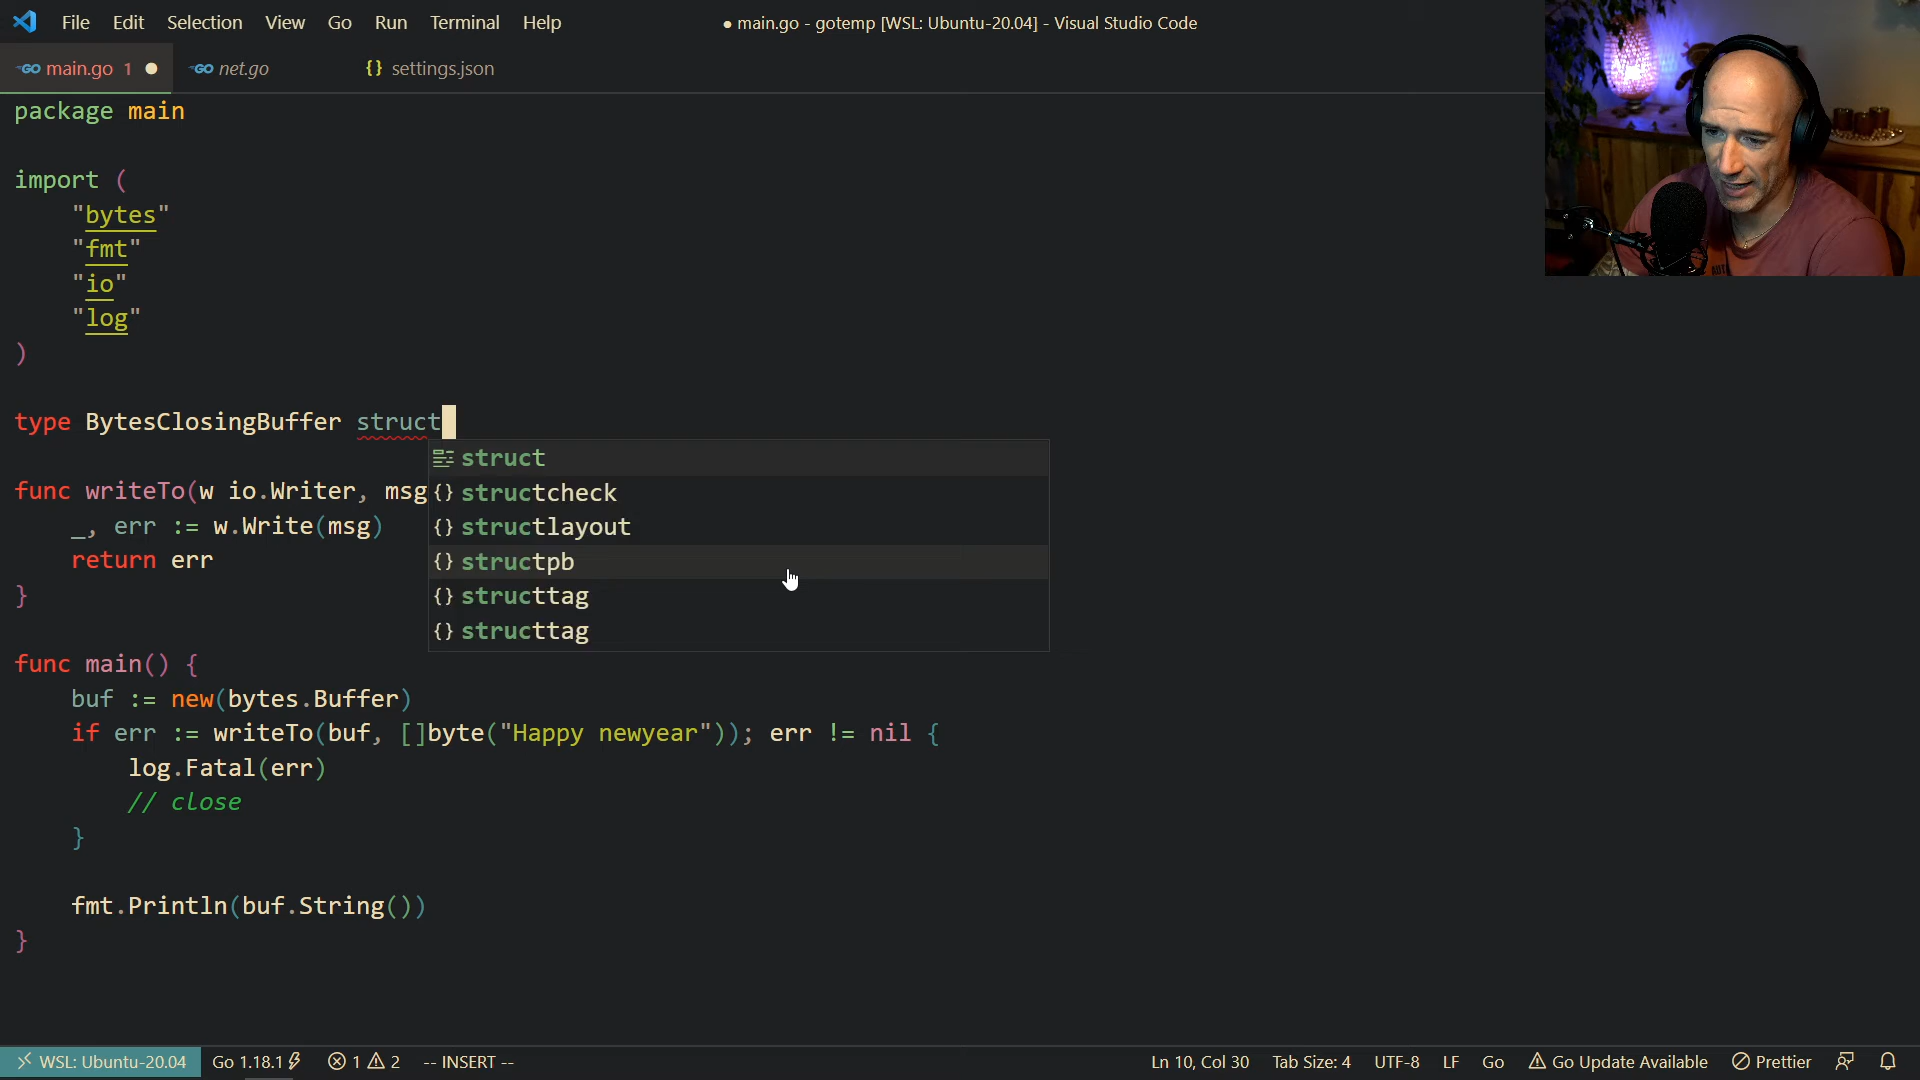 File Edit Selection View Go Run Terminal Help
● main.go - gotemp [WSL: Ubuntu-20.04] - Visual Studio Code
GO main.go 1 ● GO net.go {} settings.json
package main
import (
"bytes"
"fmt"
"io"
"log"
)
type BytesClosingBuffer struct
struct
structcheck
structlayout
structpb
structtag
structtag
func writeTo(w io.Writer, msg
_, err := w.Write(msg)
return err
}
func main() {
buf := new(bytes.Buffer)
if err := writeTo(buf, []byte("Happy newyear")); err != nil {
log.Fatal(err)
// close
}
fmt.Println(buf.String())
}
WSL: Ubuntu-20.04 Go 1.18.1 1 2 -- INSERT -- Ln 10, Col 30 Tab Size: 4 UTF-8 LF Go Go Update Available Prettier